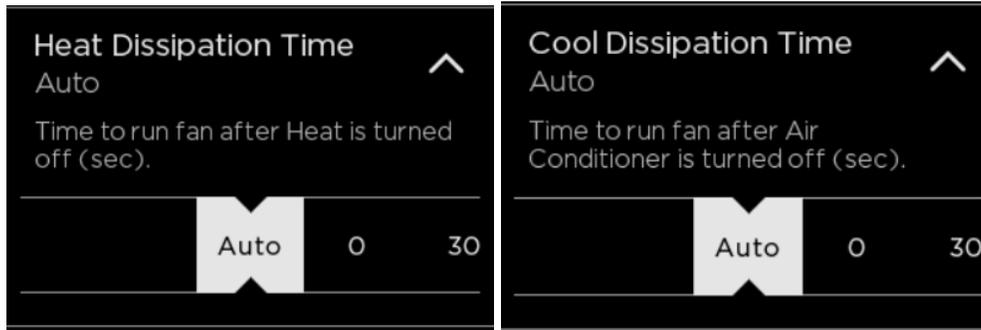 Heat Dissipation Time
Auto
Time to run fan after Heat is turned
off (sec).
Auto 0 30
Cool Dissipation Time
Auto
Time to run fan after Air
Conditioner is turned off (sec).
Auto 0 30